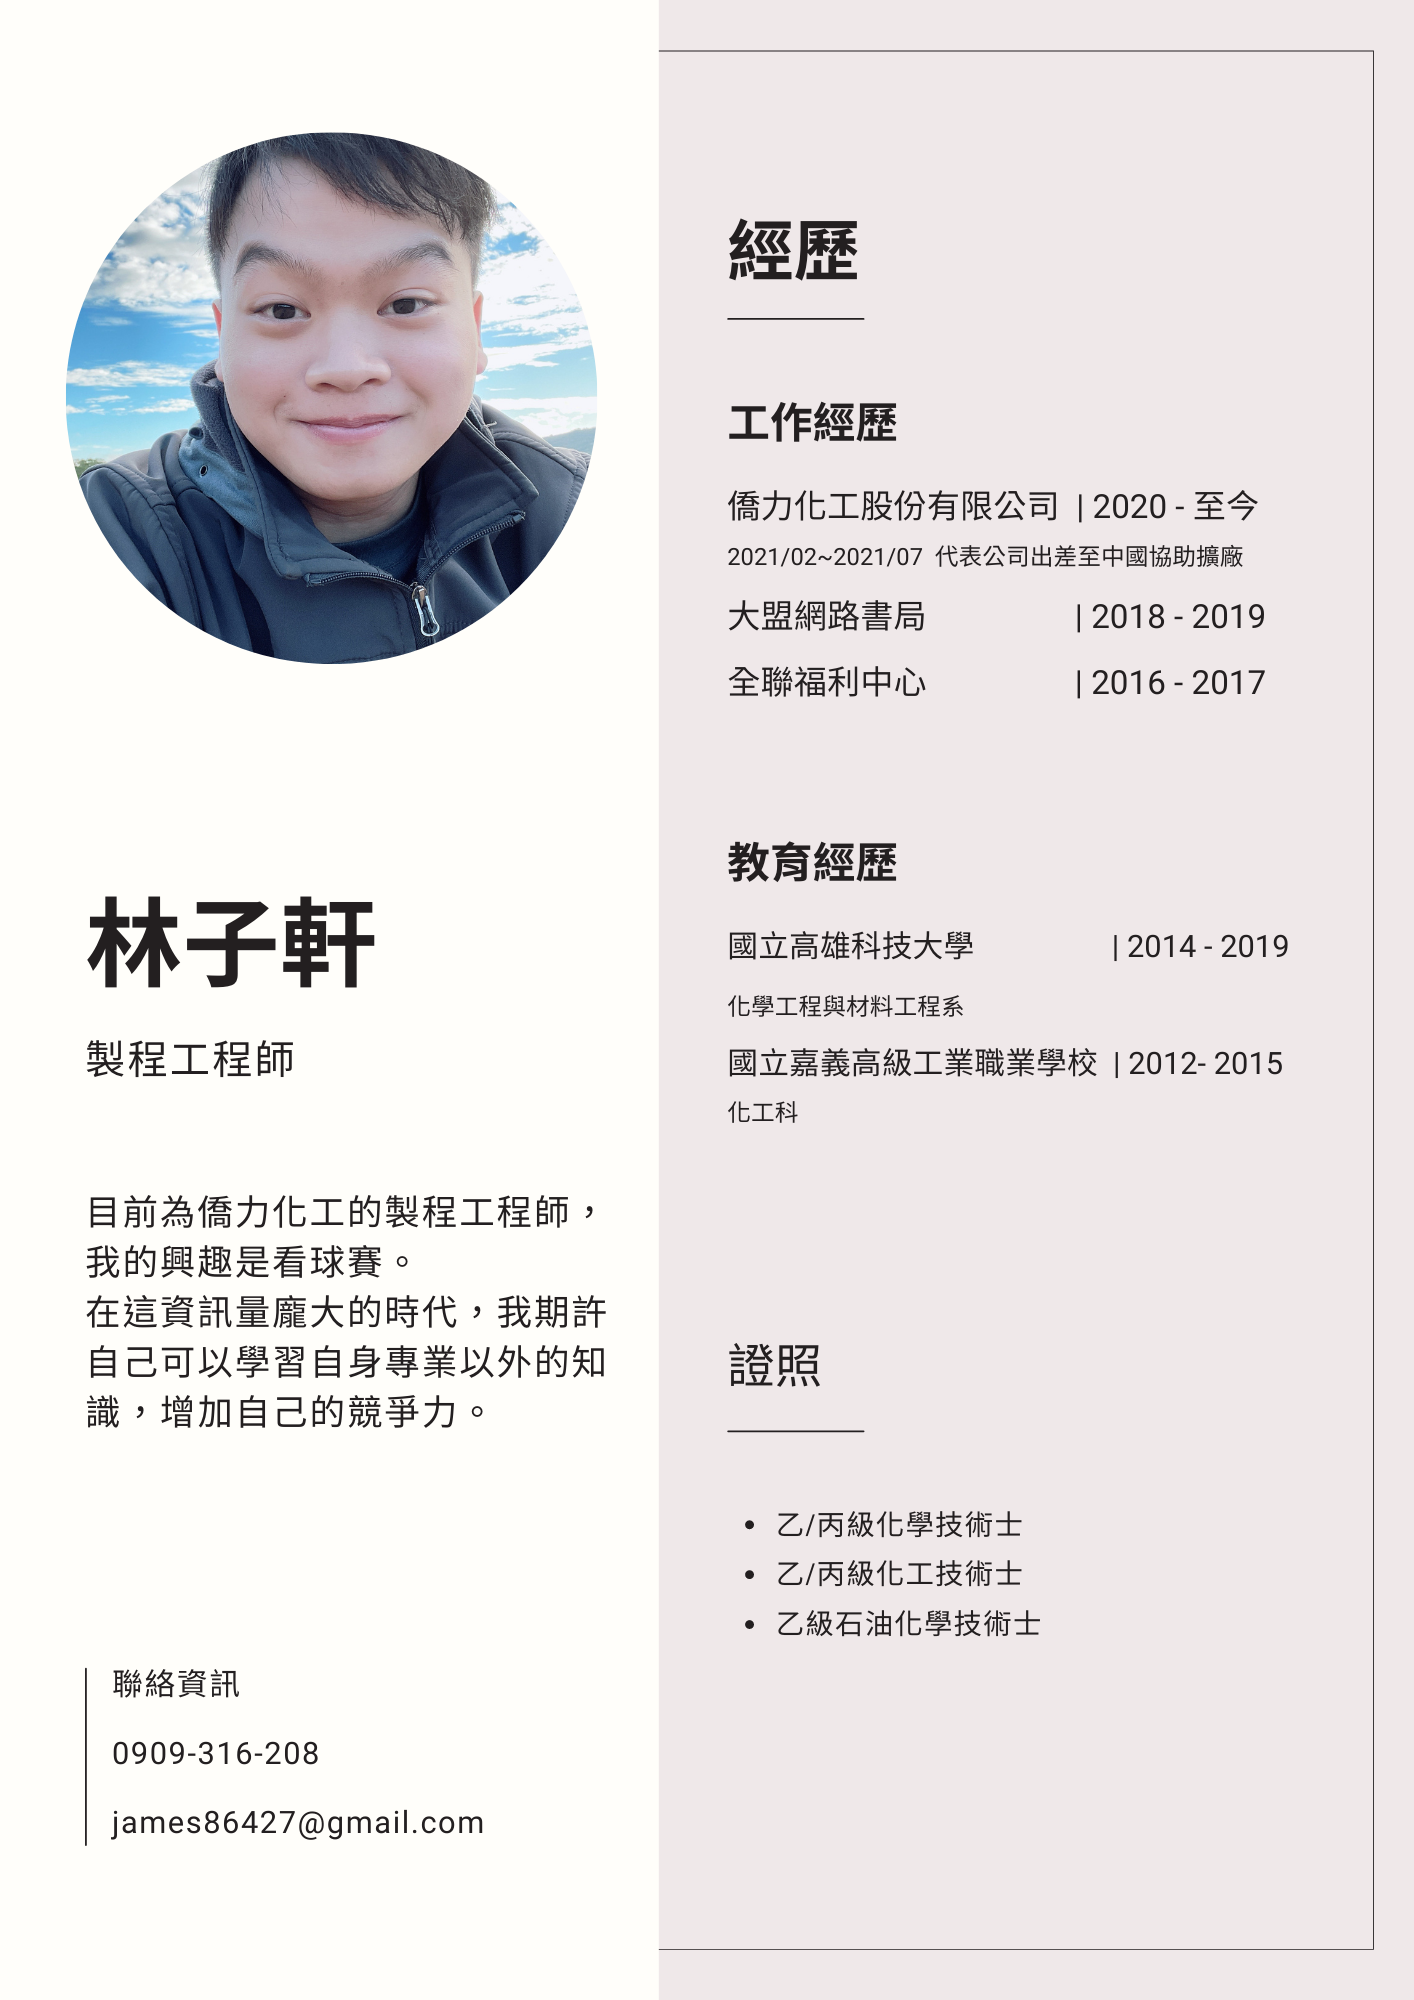 林子軒
製程工程師
目前為僑力化工的製程工程師，
我的興趣是看球賽。
在這資訊量龐大的時代，我期許
自己可以學習自身專業以外的知
識，增加自己的競爭力。
聯絡資訊
0909-316-208
james86427@gmail.com
經歷
工作經歷
僑力化工股份有限公司 | 2020 - 至今
2021/02~2021/07 代表公司出差至中國協助擴廠
大盟網路書局 | 2018 - 2019
全聯福利中心 | 2016 - 2017
教育經歷
國立高雄科技大學 | 2014 - 2019
化學工程與材料工程系
國立嘉義高級工業職業學校 | 2012- 2015
化工科
證照
• 乙/丙級化學技術士
• 乙/丙級化工技術士
• 乙級石油化學技術士